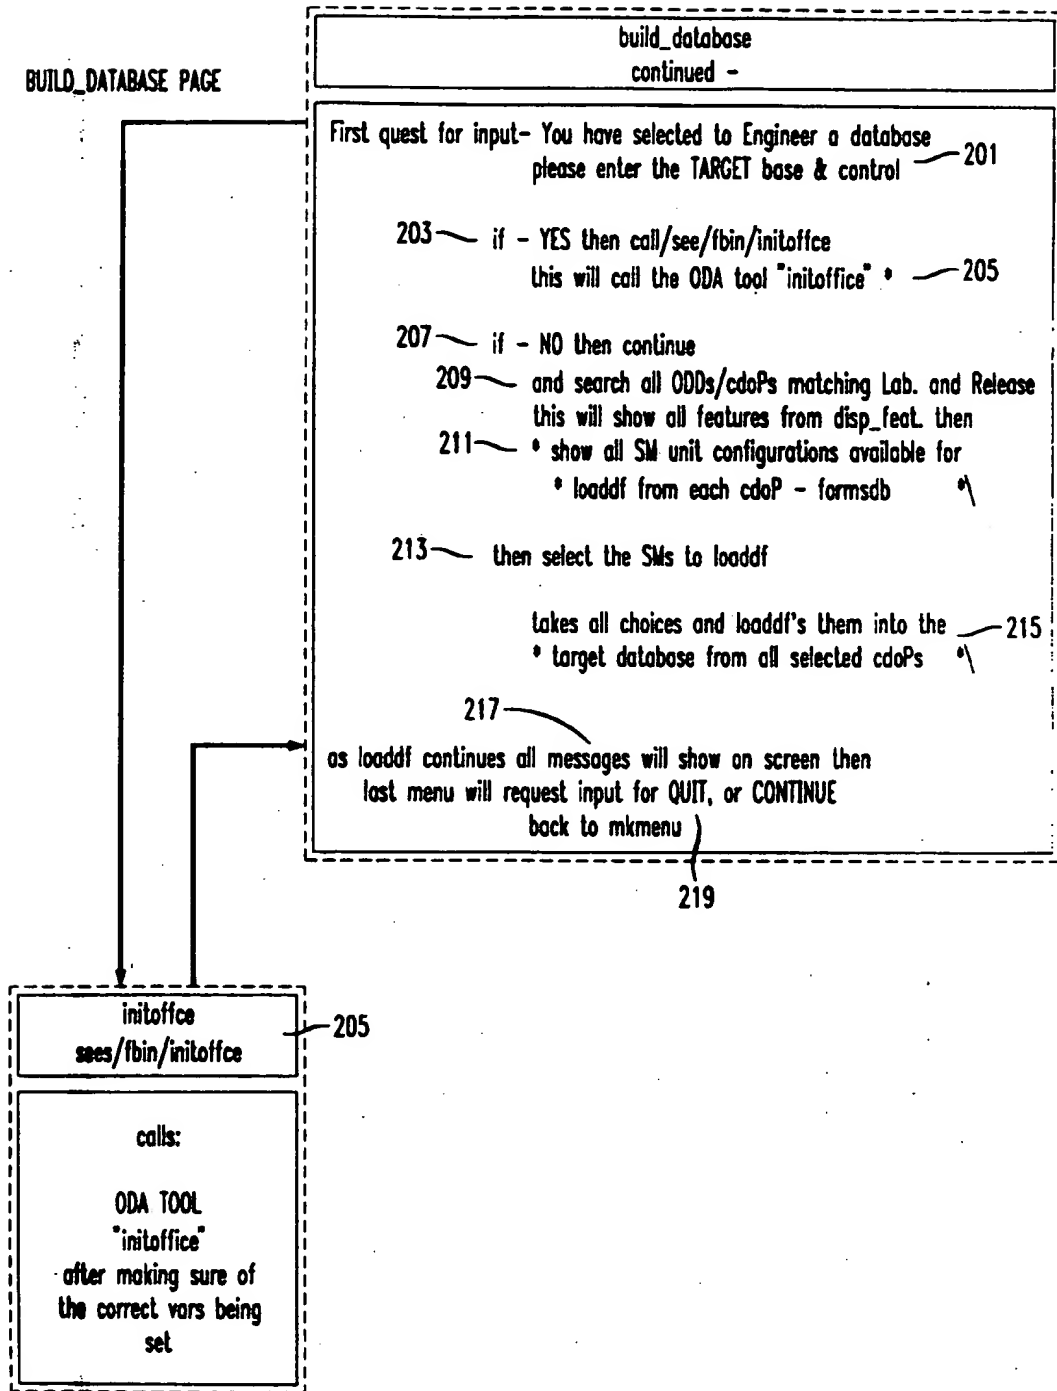 build_database
continued -
BUILD_DATABASE PAGE
First quest for input- You have selected to Engineer a database
please enter the TARGET base & control
201
203 if - YES then call/see/fbin/initoffce
this will call the ODA tool "initoffice" *
205
207 if - NO then continue
209 and search all ODDs/cdoPs matching Lab. and Release
this will show all features from disp_feat. then
211 * show all SM unit configurations available for
* loaddf from each cdoP - formsdb *\
213 then select the SMs to loaddf
takes all choices and loaddf's them into the 215
* target database from all selected cdoPs *\
217
as loaddf continues all messages will show on screen then
last menu will request input for QUIT, or CONTINUE
back to mkmenu
219
initoffce
sees/fbin/initoffce
205
calls:
ODA TOOL
"initoffice"
after making sure of
the correct vars being
set